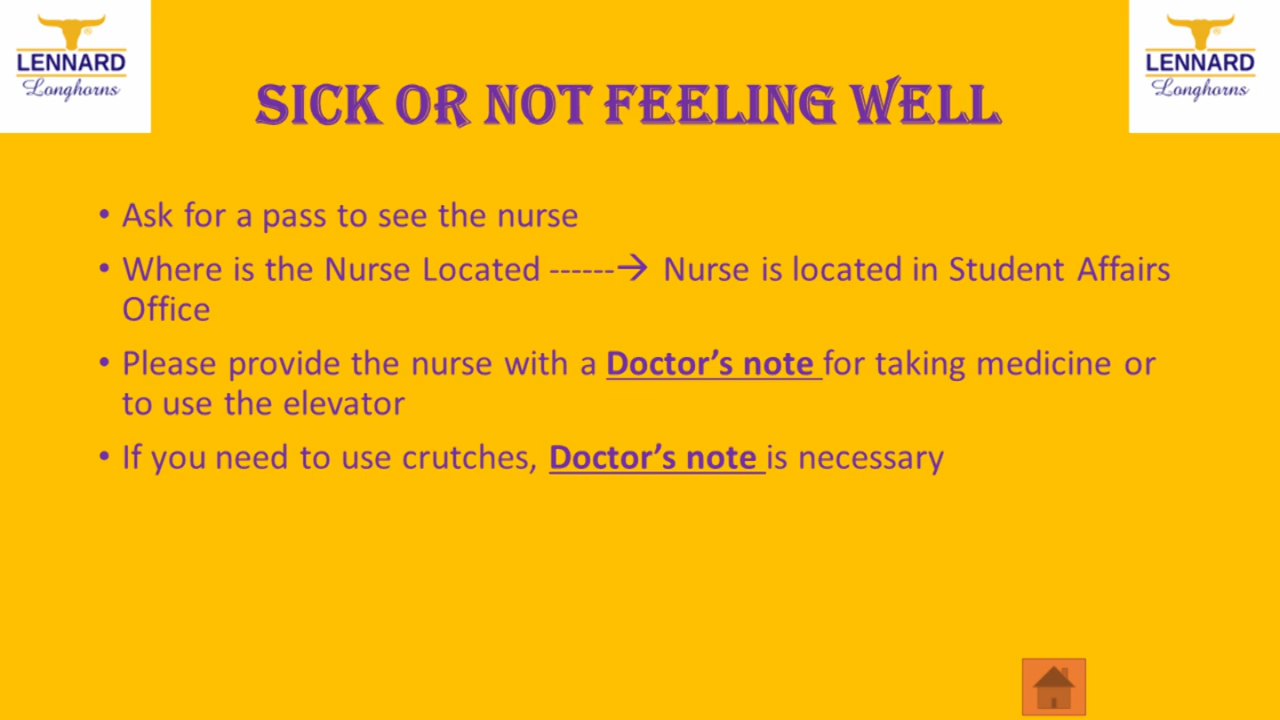 LENNARD
Longhorns
LENNARD
Longhorns
SICK OR NOT FEELING WELL
• Ask for a pass to see the nurse
• Where is the Nurse Located ------→ Nurse is located in Student Affairs
Office
• Please provide the nurse with a Doctor’s note for taking medicine or
to use the elevator
• If you need to use crutches, Doctor’s note is necessary